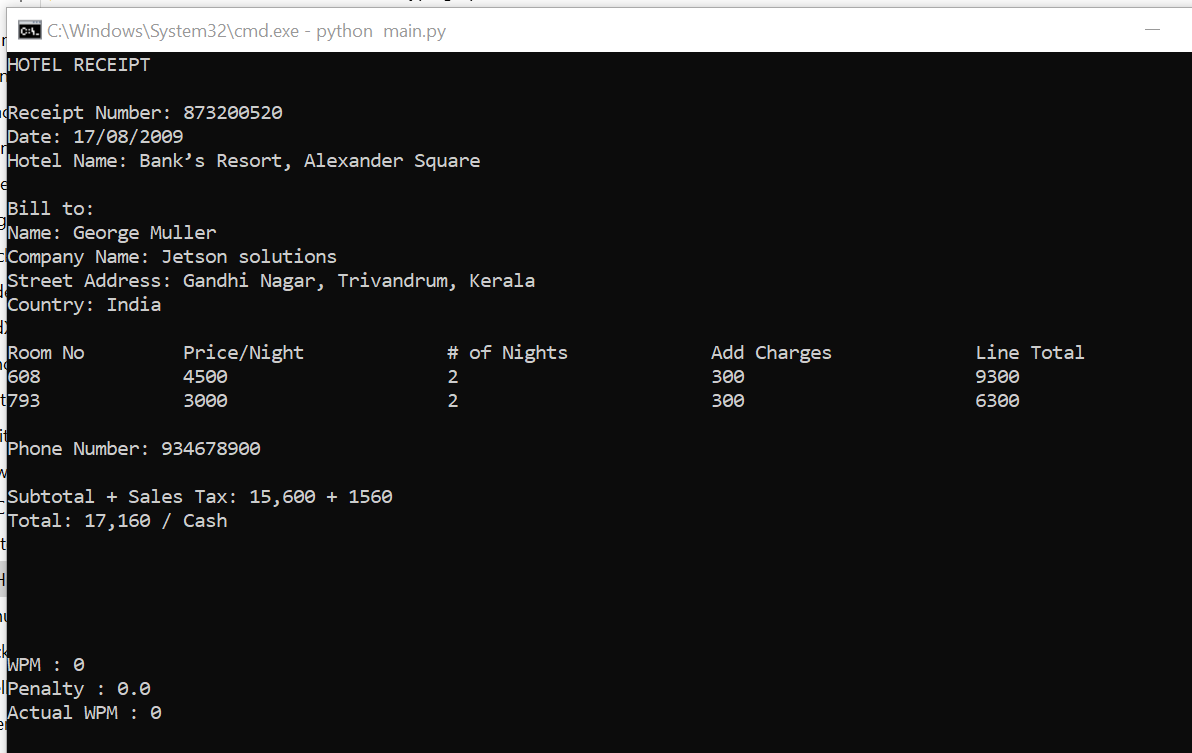 C:\Windows\System32\cmd.exe - python  main.py
HOTEL RECEIPT
Receipt Number: 873200520
Date: 17/08/2009
Hotel Name: Bank’s Resort, Alexander Square
Bill to:
Name: George Muller
Company Name: Jetson solutions
Street Address: Gandhi Nagar, Trivandrum, Kerala
Country: India
Room No Price/Night # of Nights Add Charges Line Total
608 4500 2 300 9300
793 3000 2 300 6300
Phone Number: 934678900
Subtotal + Sales Tax: 15,600 + 1560
Total: 17,160 / Cash
WPM : 0
Penalty : 0.0
Actual WPM : 0